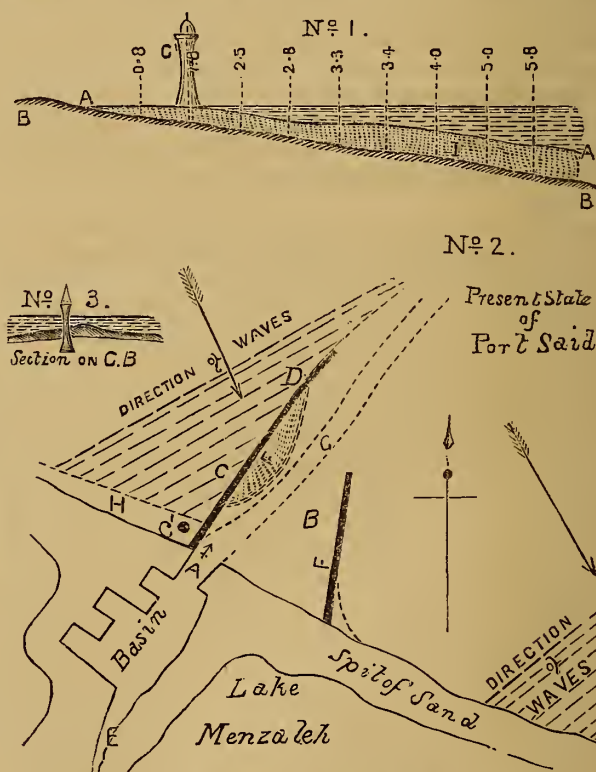 Nº 1.
C
A
B
0.8
1.8
2.5
2.8
3.3
3.4
4.0
5.0
5.8
I
A
B
Nº 2.
Present State
of
Port Said
Nº 3.
Section on C.B
DIRECTION of WAVES
D
F
C
G
H
C'
A
B
F
Basin
Spit of Sand
E
Lake
Menzaleh
DIRECTION
of
WAVES